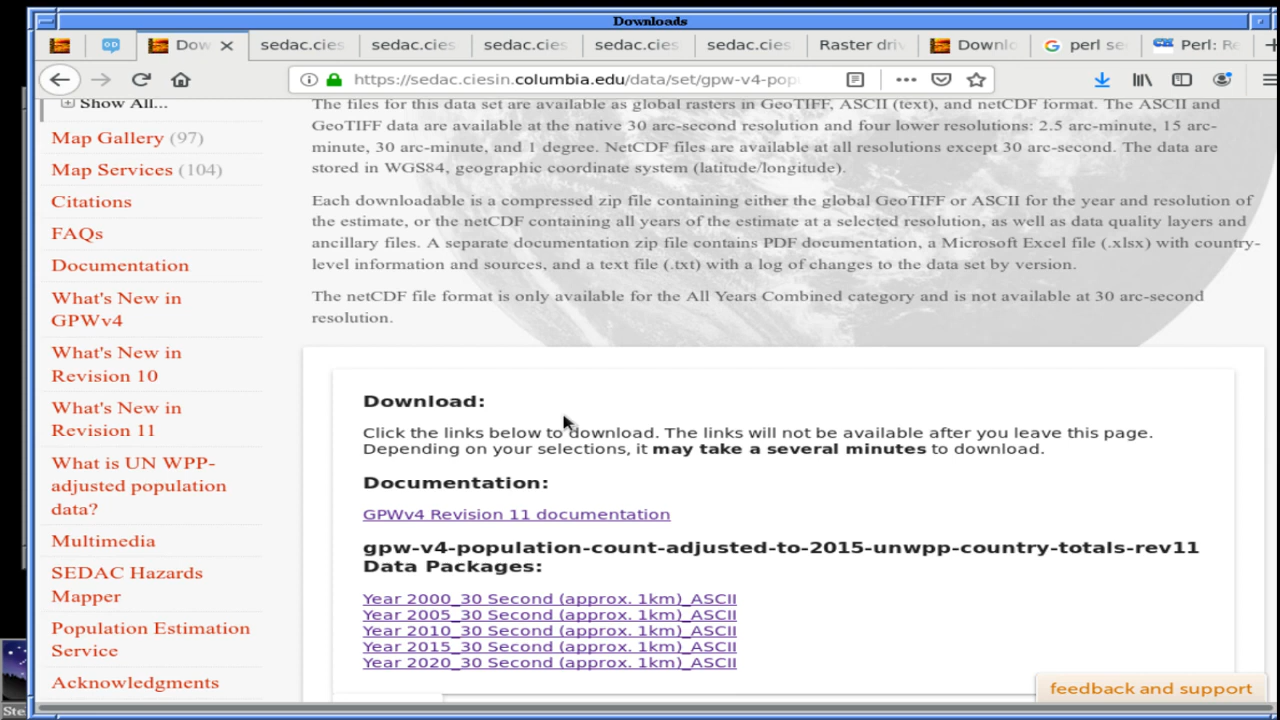 Downloads
Dow
sedac.cies
sedac.cies
sedac.cies
sedac.cies
sedac.cies
Raster driv
Downlo
perl se
Perl: Re
https://sedac.ciesin.columbia.edu/data/set/gpw-v4-pop
Show All...
Map Gallery (97)
Map Services (104)
Citations
FAQs
Documentation
What's New in
GPWv4
What's New in
Revision 10
What's New in
Revision 11
What is UN WPP-
adjusted population
data?
Multimedia
SEDAC Hazards
Mapper
Population Estimation
Service
Acknowledgments
The files for this data set are available as global rasters in GeoTIFF, ASCII (text), and netCDF format. The ASCII and
GeoTIFF data are available at the native 30 arc-second resolution and four lower resolutions: 2.5 arc-minute, 15 arc-
minute, 30 arc-minute, and 1 degree. NetCDF files are available at all resolutions except 30 arc-second. The data are
stored in WGS84, geographic coordinate system (latitude/longitude).
Each downloadable is a compressed zip file containing either the global GeoTIFF or ASCII for the year and resolution of
the estimate, or the netCDF containing all years of the estimate at a selected resolution, as well as data quality layers and
ancillary files. A separate documentation zip file contains PDF documentation, a Microsoft Excel file (.xlsx) with country-
level information and sources, and a text file (.txt) with a log of changes to the data set by version.
The netCDF file format is only available for the All Years Combined category and is not available at 30 arc-second
resolution.
Download:
Click the links below to download. The links will not be available after you leave this page.
Depending on your selections, it may take a several minutes to download.
Documentation:
GPWv4 Revision 11 documentation
gpw-v4-population-count-adjusted-to-2015-unwpp-country-totals-rev11
Data Packages:
Year 2000_30 Second (approx. 1km)_ASCII
Year 2005_30 Second (approx. 1km)_ASCII
Year 2010_30 Second (approx. 1km)_ASCII
Year 2015_30 Second (approx. 1km)_ASCII
Year 2020_30 Second (approx. 1km)_ASCII
feedback and support
Ste